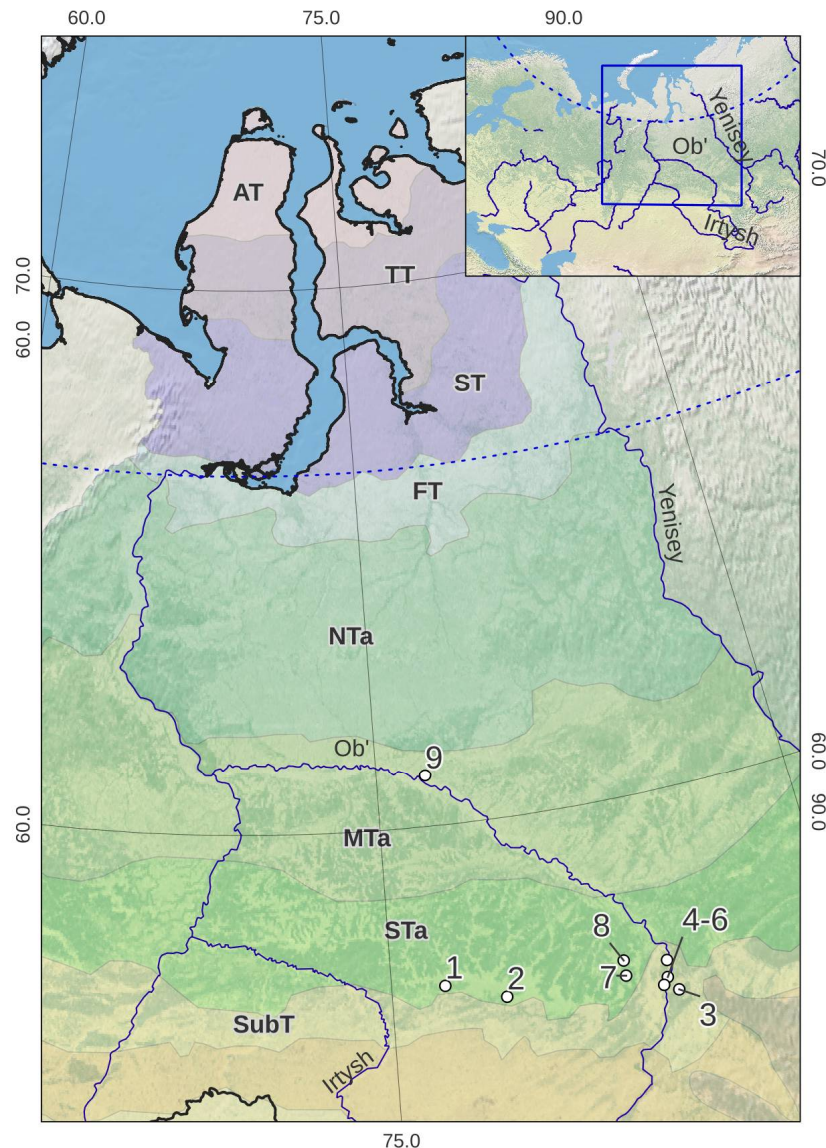 60.0
75.0
90.0
Yenisey
Ob'
Irtysh
70.0
AT
TT
70.0
60.0
ST
FT
Yenisey
NTa
Ob'
9
60.0
90.0
60.0
MTa
STa
8
4-6
1
2
7
3
SubT
Irtysh
75.0